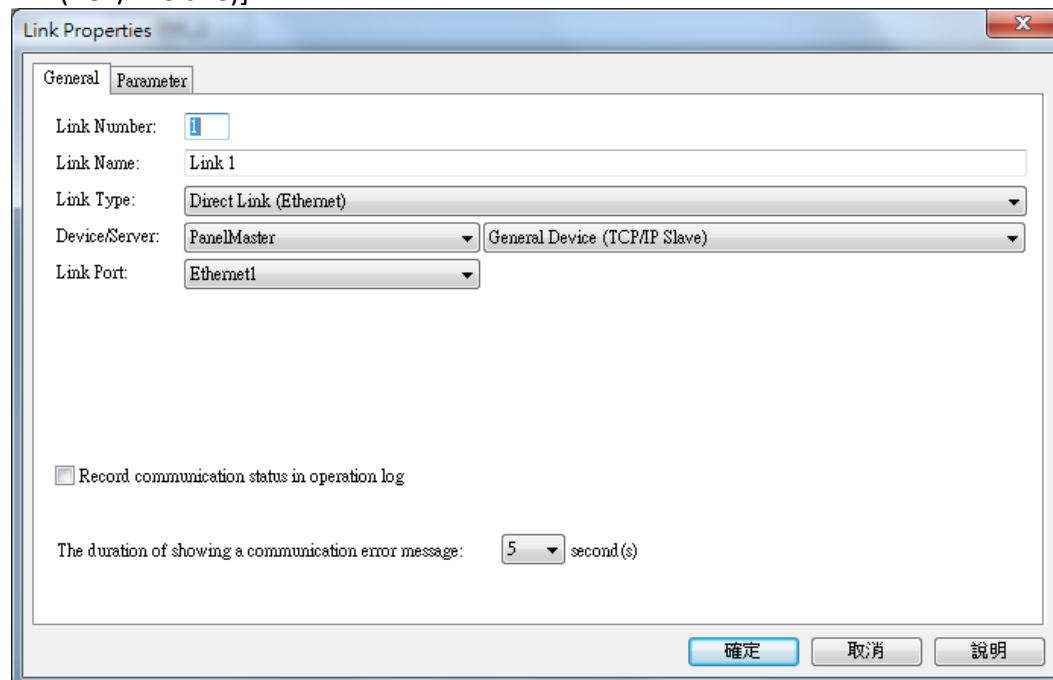 Link Properties
General Parameter
Link Number: 1
Link Name: Link 1
Link Type: Direct Link (Ethernet)
Device/Server: PanelMaster General Device (TCP/IP Slave)
Link Port: Ethernet1
Record communication status in operation log
The duration of showing a communication error message: 5 second(s)
確定 取消 說明